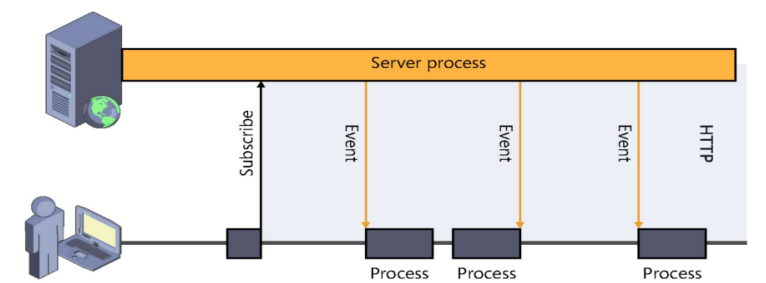 Server process
Subscribe
Event
Event
Event
HTTP
Process
Process
Process